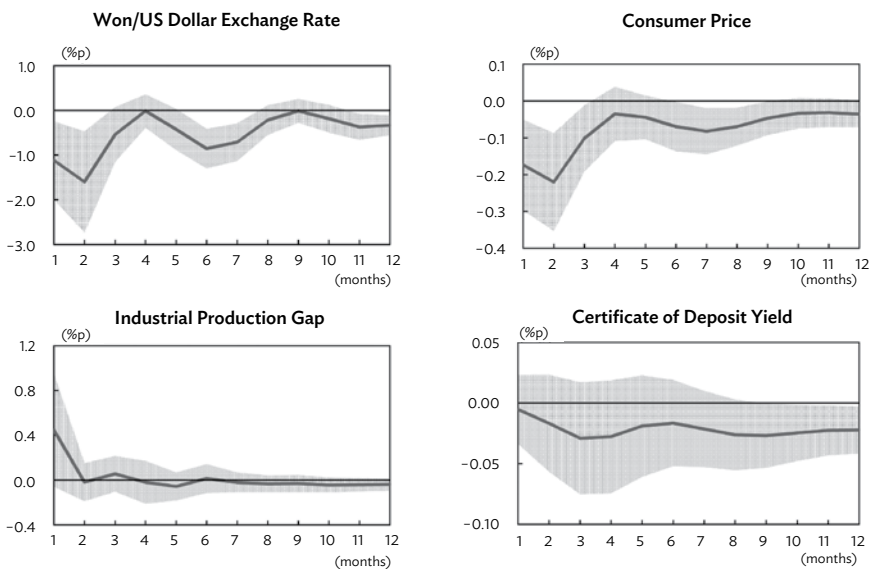 Won/US Dollar Exchange Rate
(%p)
1.0
0.0
−1.0
−2.0
−3.0
1 2 3 4 5 6 7 8 9 10 11 12
(months)
Consumer Price
(%p)
0.1
0.0
−0.1
−0.2
−0.3
−0.4
1 2 3 4 5 6 7 8 9 10 11 12
(months)
Industrial Production Gap
(%p)
1.2
0.8
0.4
0.0
−0.4
1 2 3 4 5 6 7 8 9 10 11 12
(months)
Certificate of Deposit Yield
(%p)
0.05
0.00
−0.05
−0.10
1 2 3 4 5 6 7 8 9 10 11 12
(months)